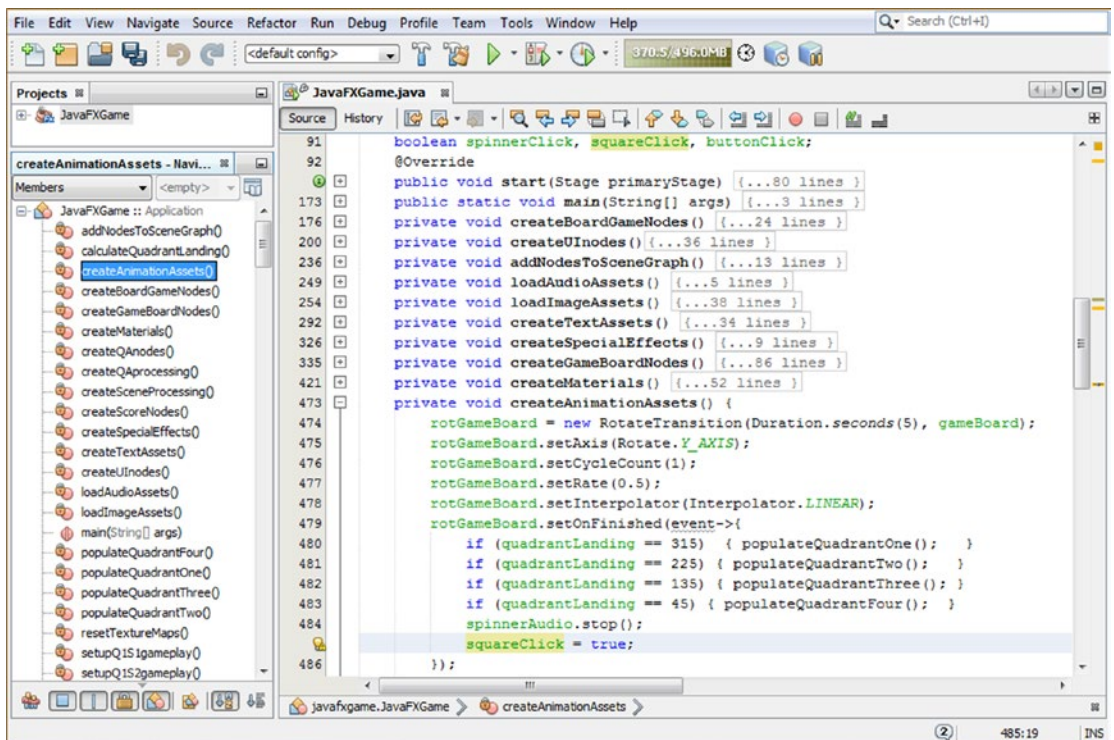 File Edit View Navigate Source Refactor Run Debug Profile Team Tools Window Help
Search (Ctrl+I)
<default config>
370.5/496.0MB
Projects
JavaFXGame
createAnimationAssets - Navi...
Members
<empty>
JavaFXGame :: Application
addNodesToSceneGraph()
calculateQuadrantLanding()
createAnimationAssets()
createBoardGameNodes()
createGameBoardNodes()
createMaterials()
createQAnodes()
createQAprocessing()
createSceneProcessing()
createScoreNodes()
createSpecialEffects()
createTextAssets()
createUInodes()
loadAudioAssets()
loadImageAssets()
main(String[] args)
populateQuadrantFour()
populateQuadrantOne()
populateQuadrantThree()
populateQuadrantTwo()
resetTextureMaps()
setupQ1S1gameplay()
setupQ1S2gameplay()
JavaFXGame.java
Source History
91 boolean spinnerClick, squareClick, buttonClick;
92 @Override
public void start(Stage primaryStage) {...80 lines }
173 public static void main(String[] args) {...3 lines }
176 private void createBoardGameNodes() {...24 lines }
200 private void createUInodes() {...36 lines }
236 private void addNodesToSceneGraph() {...13 lines }
249 private void loadAudioAssets() {...5 lines }
254 private void loadImageAssets() {...38 lines }
292 private void createTextAssets() {...34 lines }
326 private void createSpecialEffects() {...9 lines }
335 private void createGameBoardNodes() {...86 lines }
421 private void createMaterials() {...52 lines }
473 private void createAnimationAssets() {
474 rotGameBoard = new RotateTransition(Duration.seconds(5), gameBoard);
475 rotGameBoard.setAxis(Rotate.Y_AXIS);
476 rotGameBoard.setCycleCount(1);
477 rotGameBoard.setRate(0.5);
478 rotGameBoard.setInterpolator(Interpolator.LINEAR);
479 rotGameBoard.setOnFinished(event->{
480 if (quadrantLanding == 315) { populateQuadrantOne(); }
481 if (quadrantLanding == 225) { populateQuadrantTwo(); }
482 if (quadrantLanding == 135) { populateQuadrantThree(); }
483 if (quadrantLanding == 45) { populateQuadrantFour(); }
484 spinnerAudio.stop();
squareClick = true;
486 });
javafxgame.JavaFXGame
createAnimationAssets
2
485:19
INS